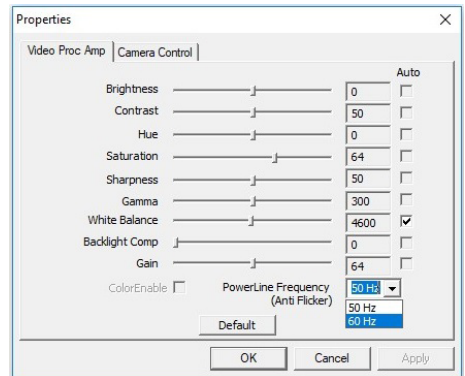 Properties
Video Proc Amp Camera Control
Auto
Brightness 0
Contrast 50
Hue 0
Saturation 64
Sharpness 50
Gamma 300
White Balance 4600
Backlight Comp 0
Gain 64
ColorEnable PowerLine Frequency 50 Hz
(Anti Flicker)
50 Hz
60 Hz
Default
OK Cancel Apply